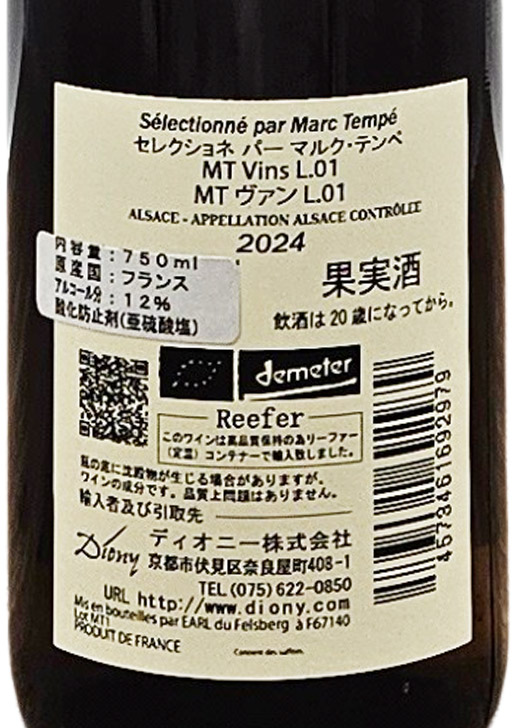 Sélectionné par Marc Tempé
セレクショネ パー マルク・テンペ
MT Vins L.01
MT ヴァン L.01
ALSACE - APPELLATION ALSACE CONTRÔLÉE
2024
内容量：750ml
原産国：フランス
アルコール分：12%
酸化防止剤(亜硫酸塩)
果実酒
飲酒は20歳になってから。
demeter
Reefer
このワインは高品質保持の為リーファー
（定温）コンテナーで輸入致しました。
瓶の底に沈殿物が生じる場合がありますが、
ワインの成分です。品質上問題はありません。
輸入者及び引取先
Diony ディオニー株式会社
京都市伏見区奈良屋町408-1
TEL(075)622-0850
URL http://www.diony.com
Mis en bouteilles par EARL du Felsberg à F67140
Lot MT1
PRODUIT DE FRANCE
4573461692979